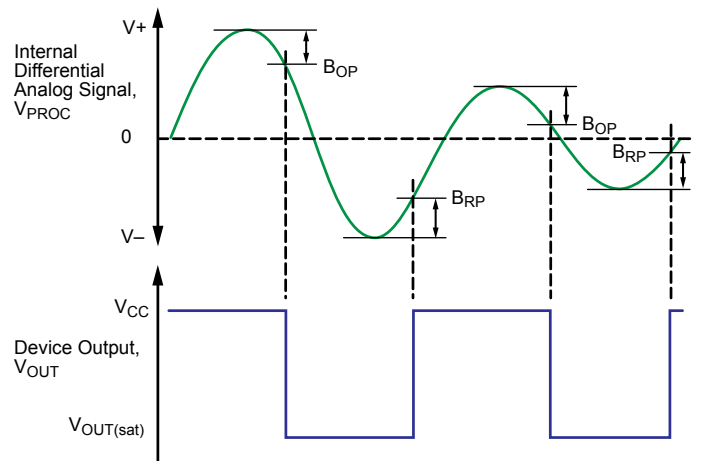 V+
Internal
Differential
Analog Signal,
VPROC
BOP
BOP
0
BRP
BRP
V–
VCC
Device Output,
VOUT
VOUT(sat)